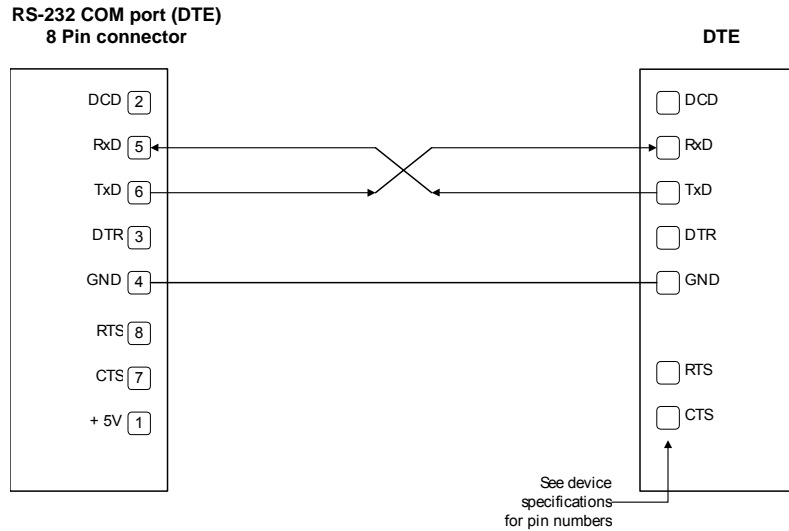 RS-232 COM port (DTE)
8 Pin connector
DTE
DCD 2
RxD 5
TxD 6
DTR 3
GND 4
RTS 8
CTS 7
+ 5V 1
DCD
RxD
TxD
DTR
GND
RTS
CTS
See device
specifications
for pin numbers